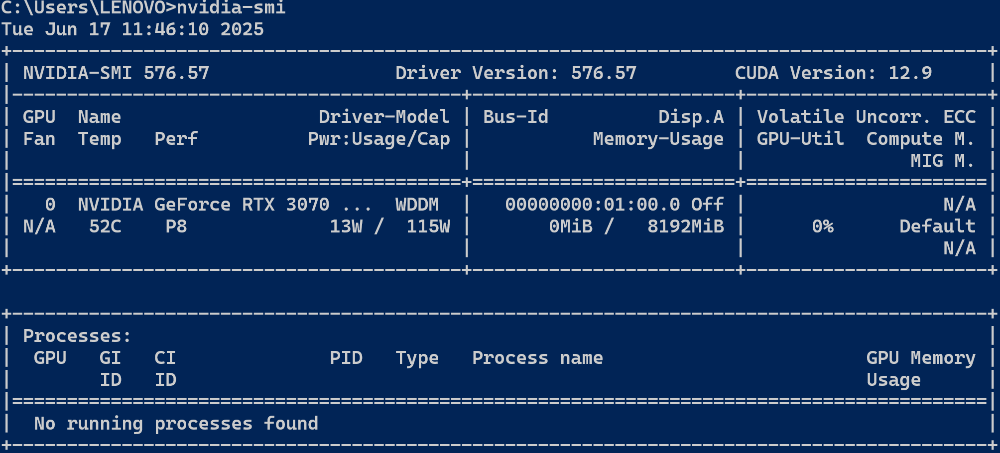 C:\Users\LENOVO>nvidia-smi
Tue Jun 17 11:46:10 2025
+-----------------------------------------------------------------------------------------+
| NVIDIA-SMI 576.57                 Driver Version: 576.57         CUDA Version: 12.9     |
|-----------------------------------------+------------------------+----------------------+
| GPU  Name                  Driver-Model | Bus-Id          Disp.A | Volatile Uncorr. ECC |
| Fan  Temp   Perf          Pwr:Usage/Cap |           Memory-Usage | GPU-Util  Compute M. |
|                                         |                        |               MIG M. |
|=========================================+========================+======================|
|   0  NVIDIA GeForce RTX 3070 ...  WDDM  |   00000000:01:00.0 Off |                  N/A |
| N/A   52C    P8             13W /  115W |       0MiB /   8192MiB |      0%      Default |
|                                         |                        |                  N/A |
+-----------------------------------------+------------------------+----------------------+

+-----------------------------------------------------------------------------------------+
| Processes:                                                                              |
|  GPU   GI   CI              PID   Type   Process name                        GPU Memory |
|        ID   ID                                                               Usage      |
|=========================================================================================|
|  No running processes found                                                             |
+-----------------------------------------------------------------------------------------+